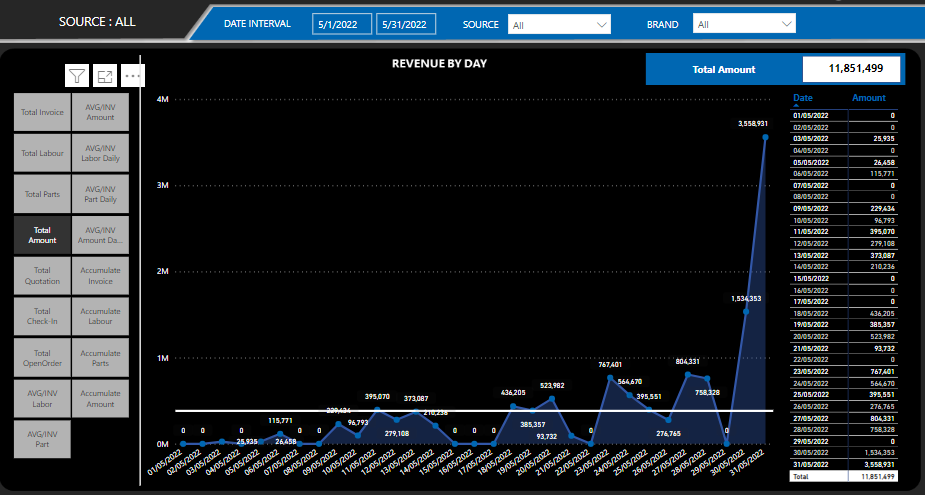 SOURCE : ALL
DATE INTERVAL 5/1/2022 5/31/2022 SOURCE All BRAND All
REVENUE BY DAY
Total Amount 11,851,499
Total Invoice
AVG/INV
Amount
Total Labour
AVG/INV
Labor Daily
Total Parts
AVG/INV
Part Daily
Total
Amount
AVG/INV
Amount Da...
Total
Quotation
Accumulate
Invoice
Total
Check-In
Accumulate
Labour
Total
OpenOrder
Accumulate
Parts
AVG/INV
Labor
Accumulate
Amount
AVG/INV
Part
4M
3M
2M
1M
0M
0
0
25,935
0
26,458
115,771
0
0
229,434
96,793
395,070
279,108
373,087
210,236
0
0
0
436,205
385,357
523,982
93,732
0
767,401
564,670
395,551
276,765
804,331
758,328
0
1,534,353
3,558,931
01/05/2022
02/05/2022
03/05/2022
04/05/2022
05/05/2022
06/05/2022
07/05/2022
08/05/2022
09/05/2022
10/05/2022
11/05/2022
12/05/2022
13/05/2022
14/05/2022
15/05/2022
16/05/2022
17/05/2022
18/05/2022
19/05/2022
20/05/2022
21/05/2022
22/05/2022
23/05/2022
24/05/2022
25/05/2022
26/05/2022
27/05/2022
28/05/2022
29/05/2022
30/05/2022
31/05/2022
Date Amount
01/05/2022 0
02/05/2022 0
03/05/2022 25,935
04/05/2022 0
05/05/2022 26,458
06/05/2022 115,771
07/05/2022 0
08/05/2022 0
09/05/2022 229,434
10/05/2022 96,793
11/05/2022 395,070
12/05/2022 279,108
13/05/2022 373,087
14/05/2022 210,236
15/05/2022 0
16/05/2022 0
17/05/2022 0
18/05/2022 436,205
19/05/2022 385,357
20/05/2022 523,982
21/05/2022 93,732
22/05/2022 0
23/05/2022 767,401
24/05/2022 564,670
25/05/2022 395,551
26/05/2022 276,765
27/05/2022 804,331
28/05/2022 758,328
29/05/2022 0
30/05/2022 1,534,353
31/05/2022 3,558,931
Total 11,851,499